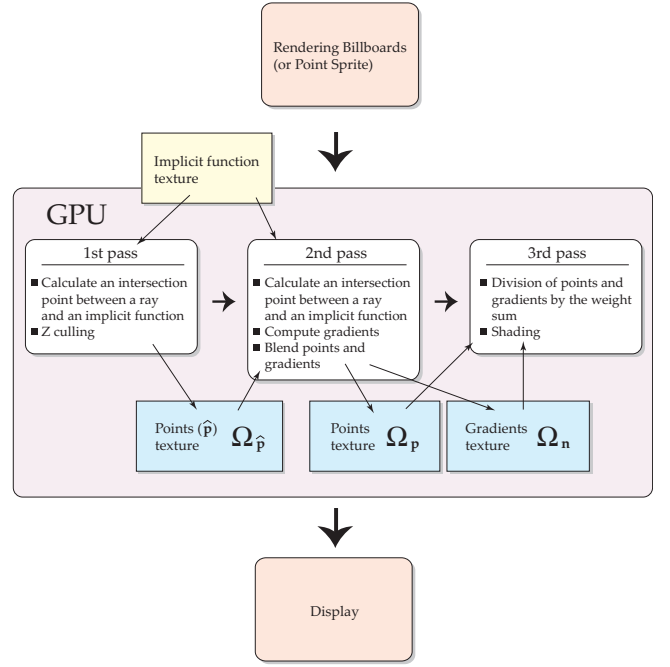 Rendering Billboards
(or Point Sprite)
Implicit function
texture
GPU
1st pass
■ Calculate an intersection
point between a ray
and an implicit function
■ Z culling
2nd pass
■ Calculate an intersection
point between a ray
and an implicit function
■ Compute gradients
■ Blend points and
gradients
3rd pass
■ Division of points and
gradients by the weight
sum
■ Shading
Points (p̂)
texture Ω p̂
Points
texture Ω p
Gradients
texture Ω n
Display